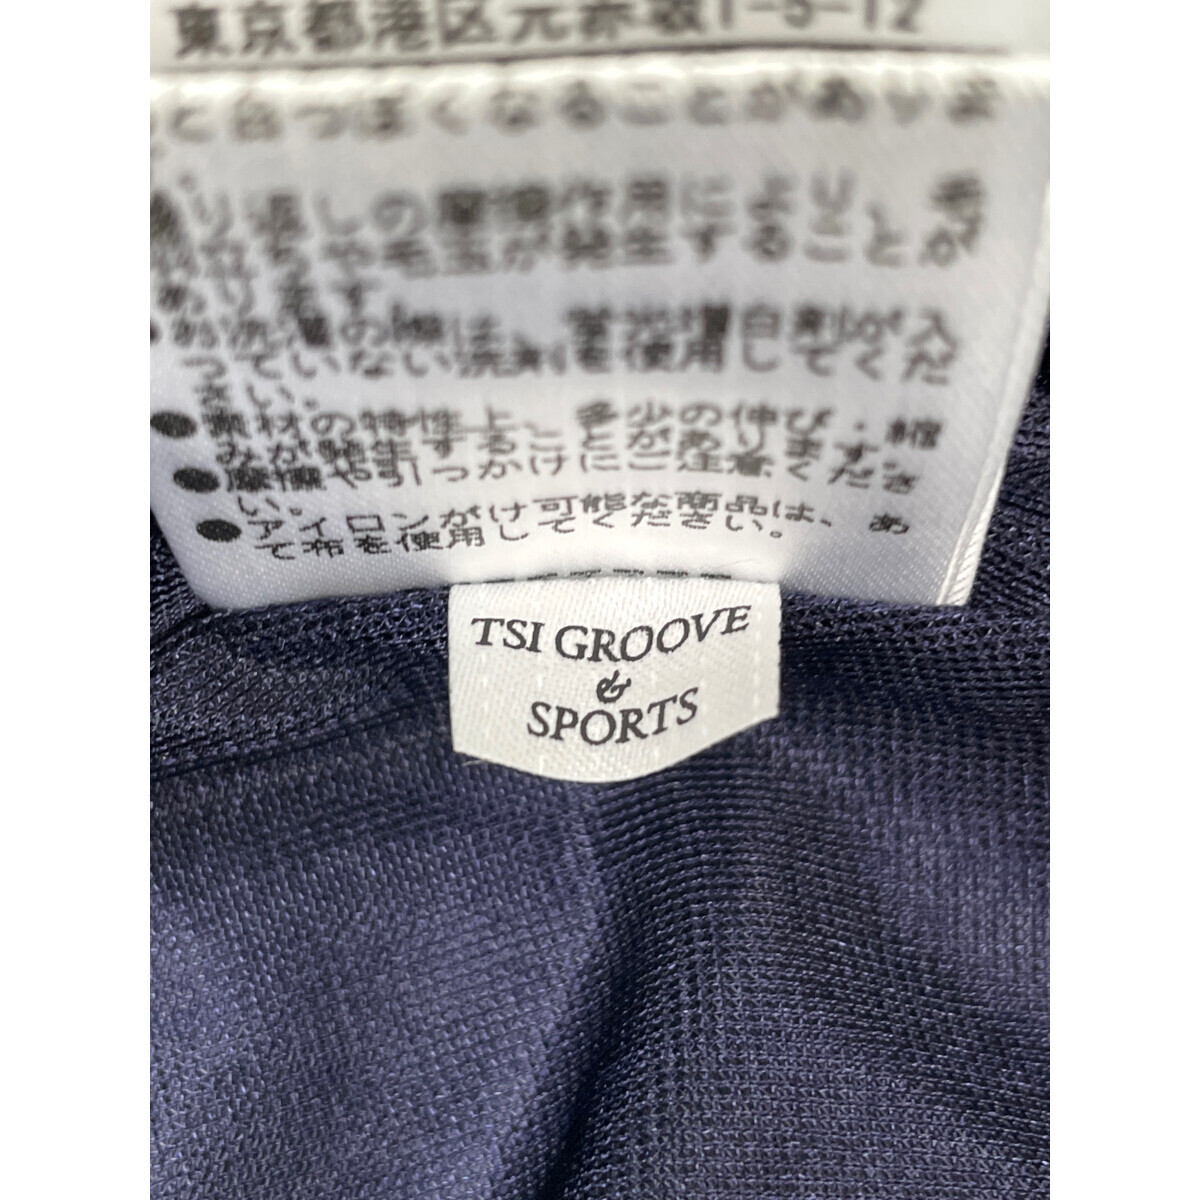 東京都港区元赤坂1-5-12
と白っぽくなることがありま
り返しの摩擦作用により、毛
羽立ちや毛玉が発生することが
あります。
●お洗濯の際は、蛍光増白剤が入
っていない洗剤を使用してくだ
さい。
●素材の特性上、多少の伸び・縮
みが発生することがあります。
●摩擦や引っかけにご注意くださ
い。
●アイロンがけ可能な商品は、あ
て布を使用してください。
TSI GROOVE
&
SPORTS